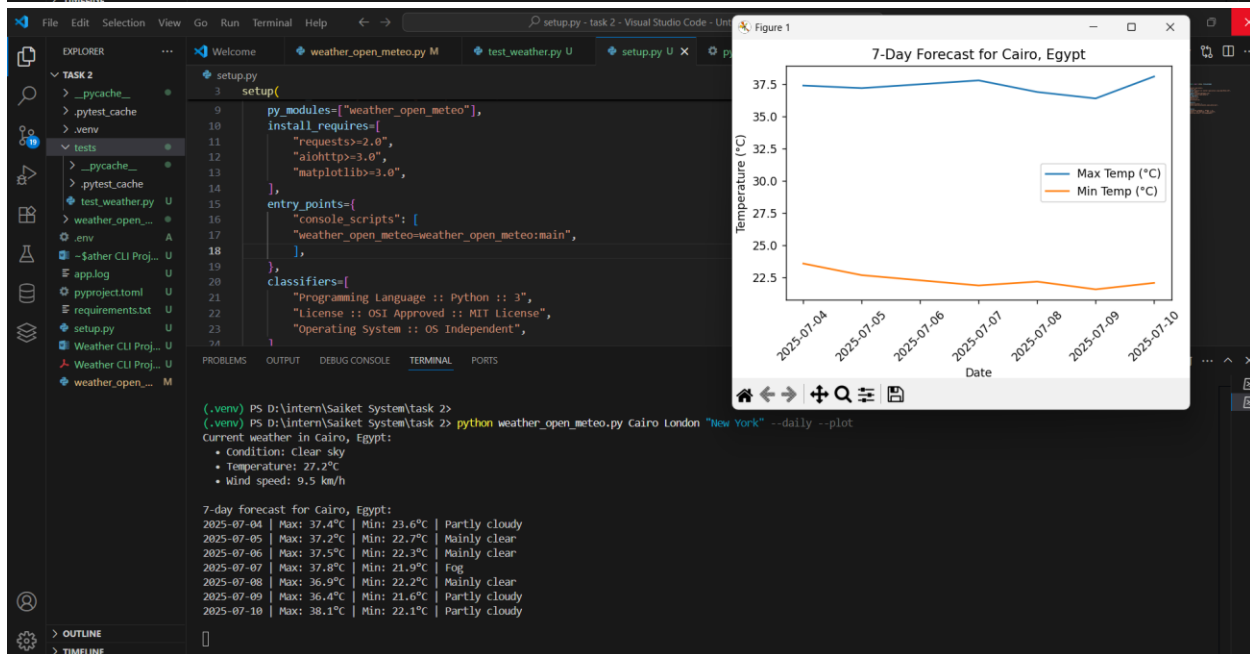 File Edit Selection View Go Run Terminal Help
setup.py - task 2 - Visual Studio Code - Unt
EXPLORER
TASK 2
__pycache__
.pytest_cache
.venv
tests
__pycache__
.pytest_cache
test_weather.py U
weather_open_...
.env A
~$ather CLI Proj... U
app.log U
pyproject.toml U
requirements.txt U
setup.py U
Weather CLI Proj... U
Weather CLI Proj... U
weather_open_... M
OUTLINE
TIMELINE
19
Welcome
weather_open_meteo.py M
test_weather.py U
setup.py U
setup.py
3 setup(
9 py_modules=["weather_open_meteo"],
10 install_requires=[
11 "requests>=2.0",
12 "aiohttp>=3.0",
13 "matplotlib>=3.0",
14 ],
15 entry_points={
16 "console_scripts": [
17 "weather_open_meteo=weather_open_meteo:main",
18 ],
19 },
20 classifiers=[
21 "Programming Language :: Python :: 3",
22 "License :: OSI Approved :: MIT License",
23 "Operating System :: OS Independent",
24 ]
PROBLEMS OUTPUT DEBUG CONSOLE TERMINAL PORTS
(.venv) PS D:\intern\Saiket System\task 2>
(.venv) PS D:\intern\Saiket System\task 2> python weather_open_meteo.py Cairo London "New York" --daily --plot
Current weather in Cairo, Egypt:
• Condition: Clear sky
• Temperature: 27.2°C
• Wind speed: 9.5 km/h
7-day forecast for Cairo, Egypt:
2025-07-04 | Max: 37.4°C | Min: 23.6°C | Partly cloudy
2025-07-05 | Max: 37.2°C | Min: 22.7°C | Mainly clear
2025-07-06 | Max: 37.5°C | Min: 22.3°C | Mainly clear
2025-07-07 | Max: 37.8°C | Min: 21.9°C | Fog
2025-07-08 | Max: 36.9°C | Min: 22.2°C | Mainly clear
2025-07-09 | Max: 36.4°C | Min: 21.6°C | Partly cloudy
2025-07-10 | Max: 38.1°C | Min: 22.1°C | Partly cloudy
Figure 1
7-Day Forecast for Cairo, Egypt
Temperature (°C)
37.5
35.0
32.5
30.0
27.5
25.0
22.5
Max Temp (°C)
Min Temp (°C)
2025-07-04
2025-07-05
2025-07-06
2025-07-07
2025-07-08
2025-07-09
2025-07-10
Date